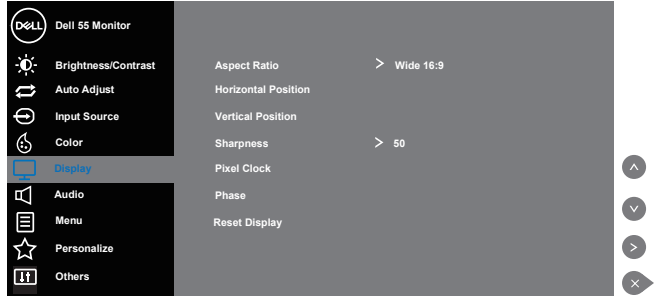 DELL Dell 55 Monitor
Brightness/Contrast Aspect Ratio > Wide 16:9
Auto Adjust Horizontal Position
Input Source Vertical Position
Color Sharpness > 50
Display Pixel Clock
Audio Phase
Menu Reset Display
Personalize
Others